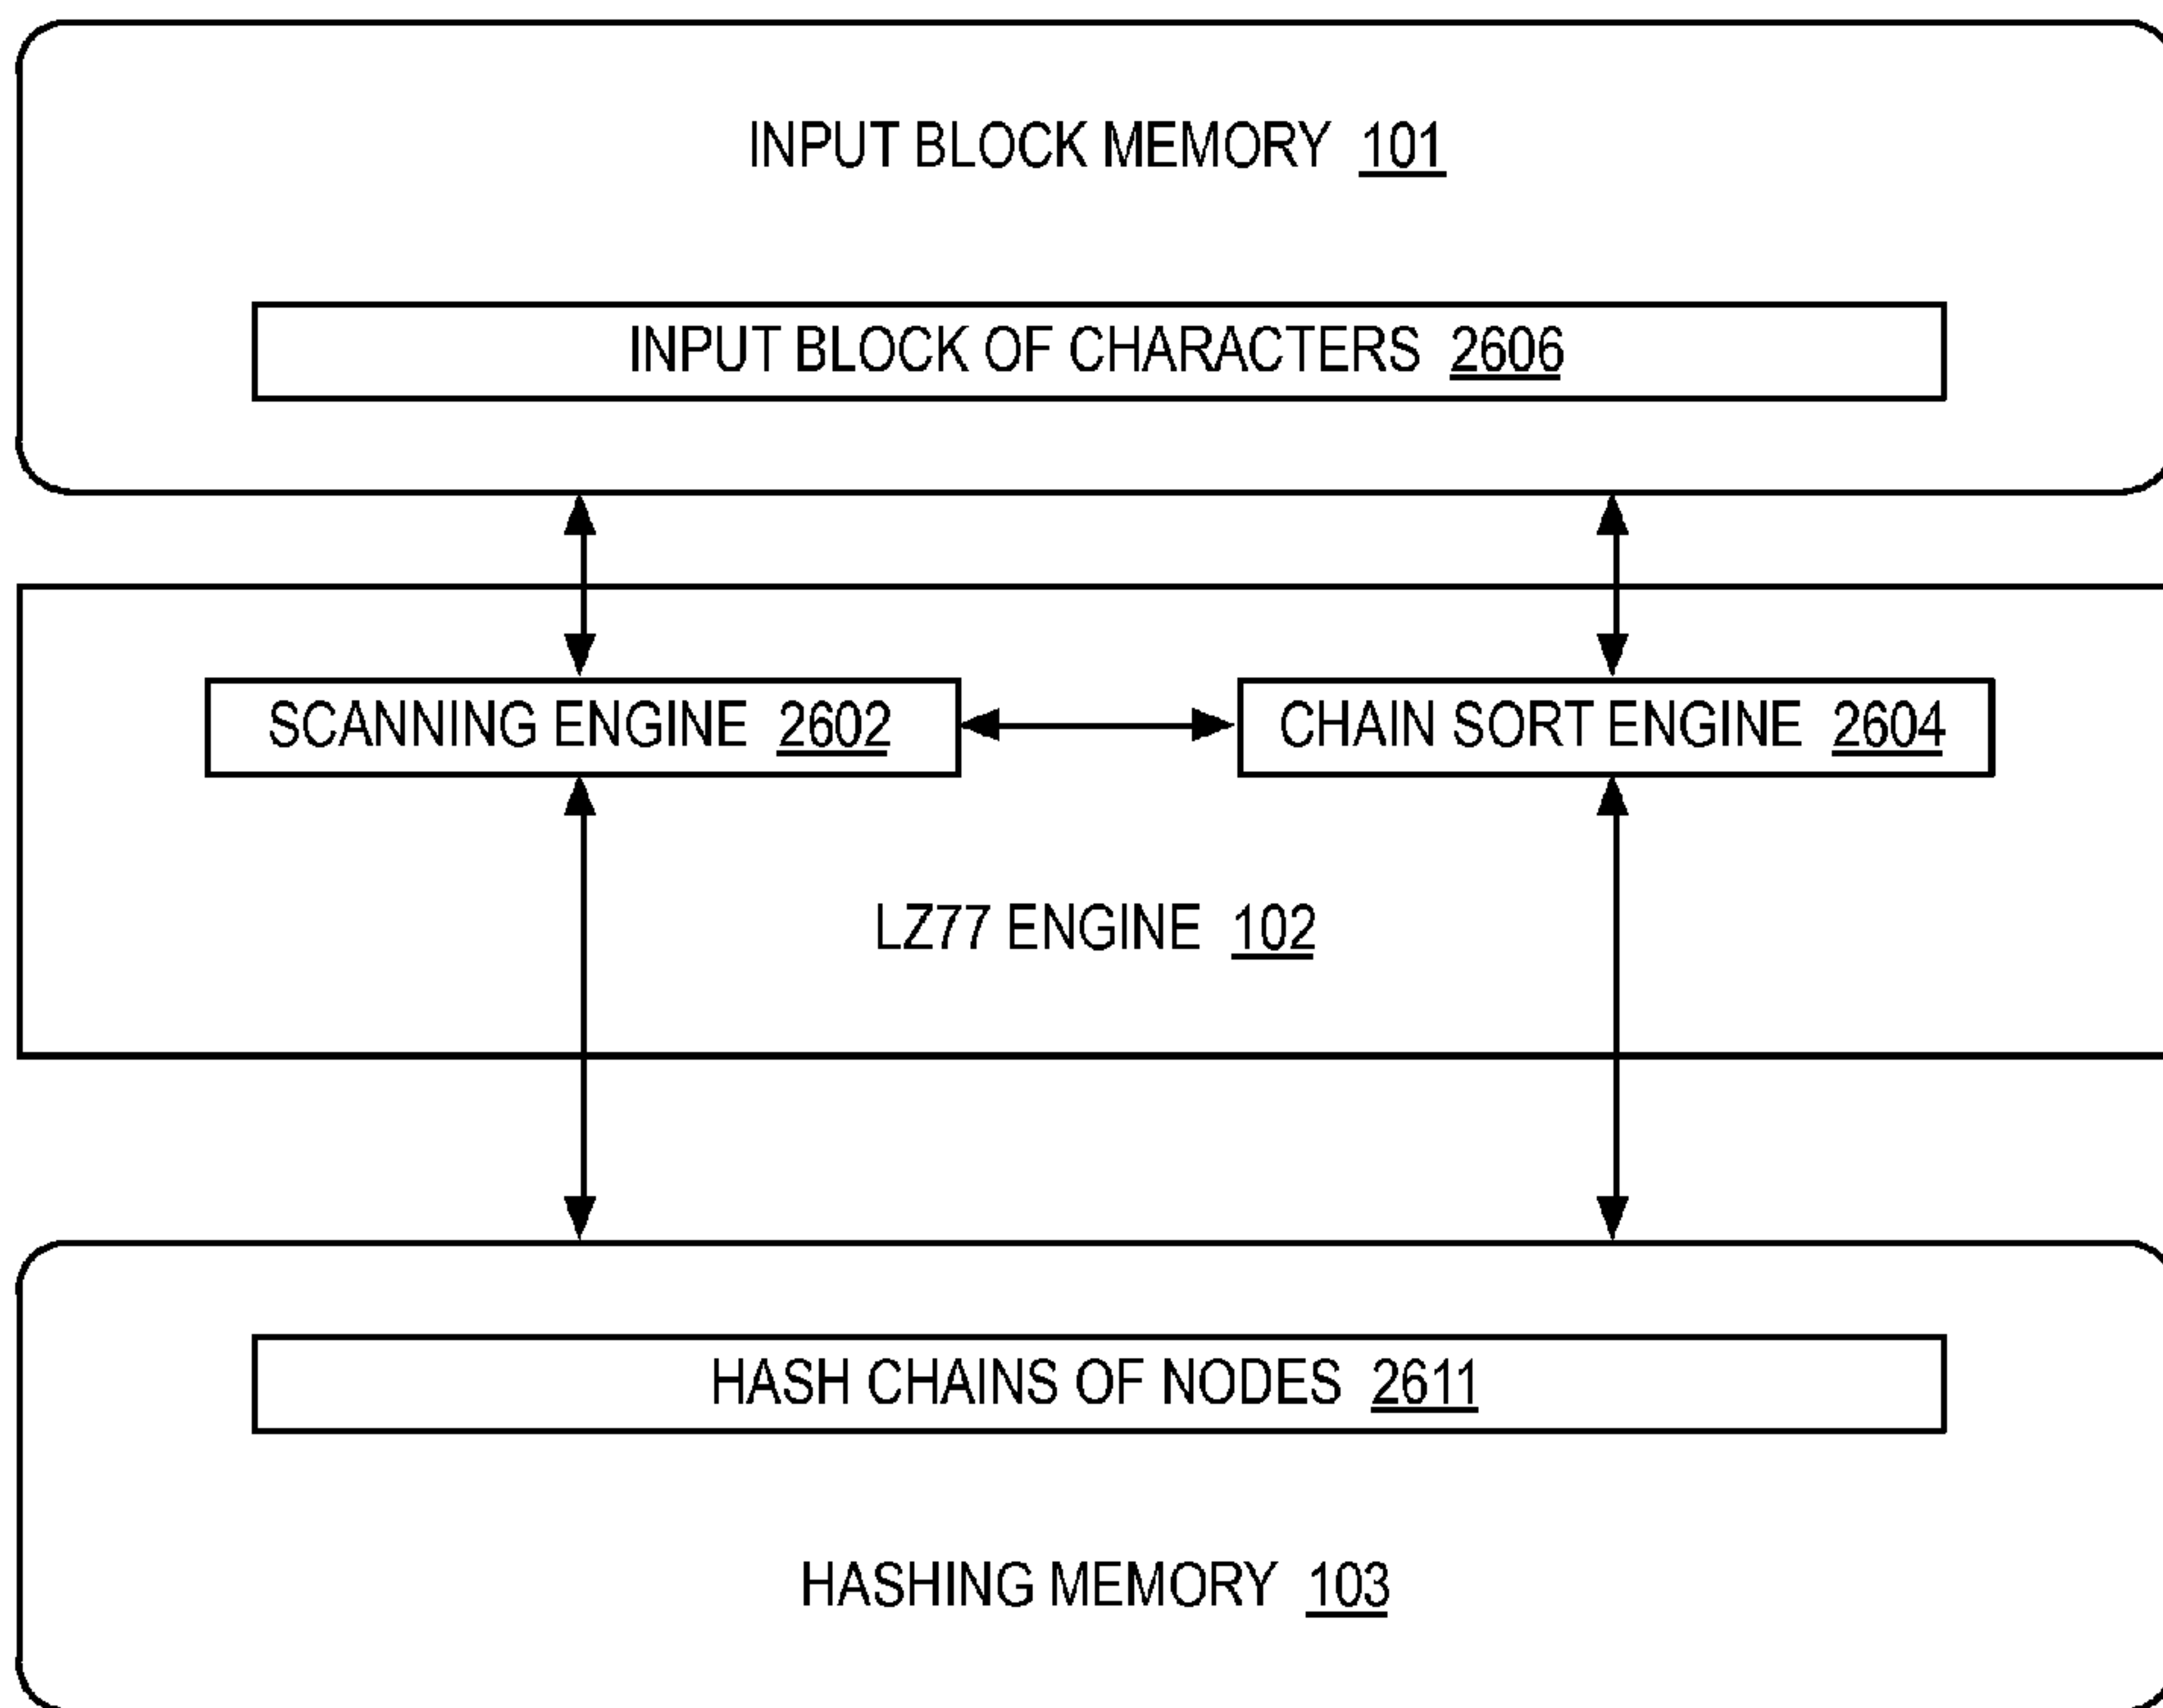 INPUT BLOCK MEMORY 101
INPUT BLOCK OF CHARACTERS 2606
SCANNING ENGINE 2602
CHAIN SORT ENGINE 2604
LZ77 ENGINE 102
HASH CHAINS OF NODES 2611
HASHING MEMORY 103